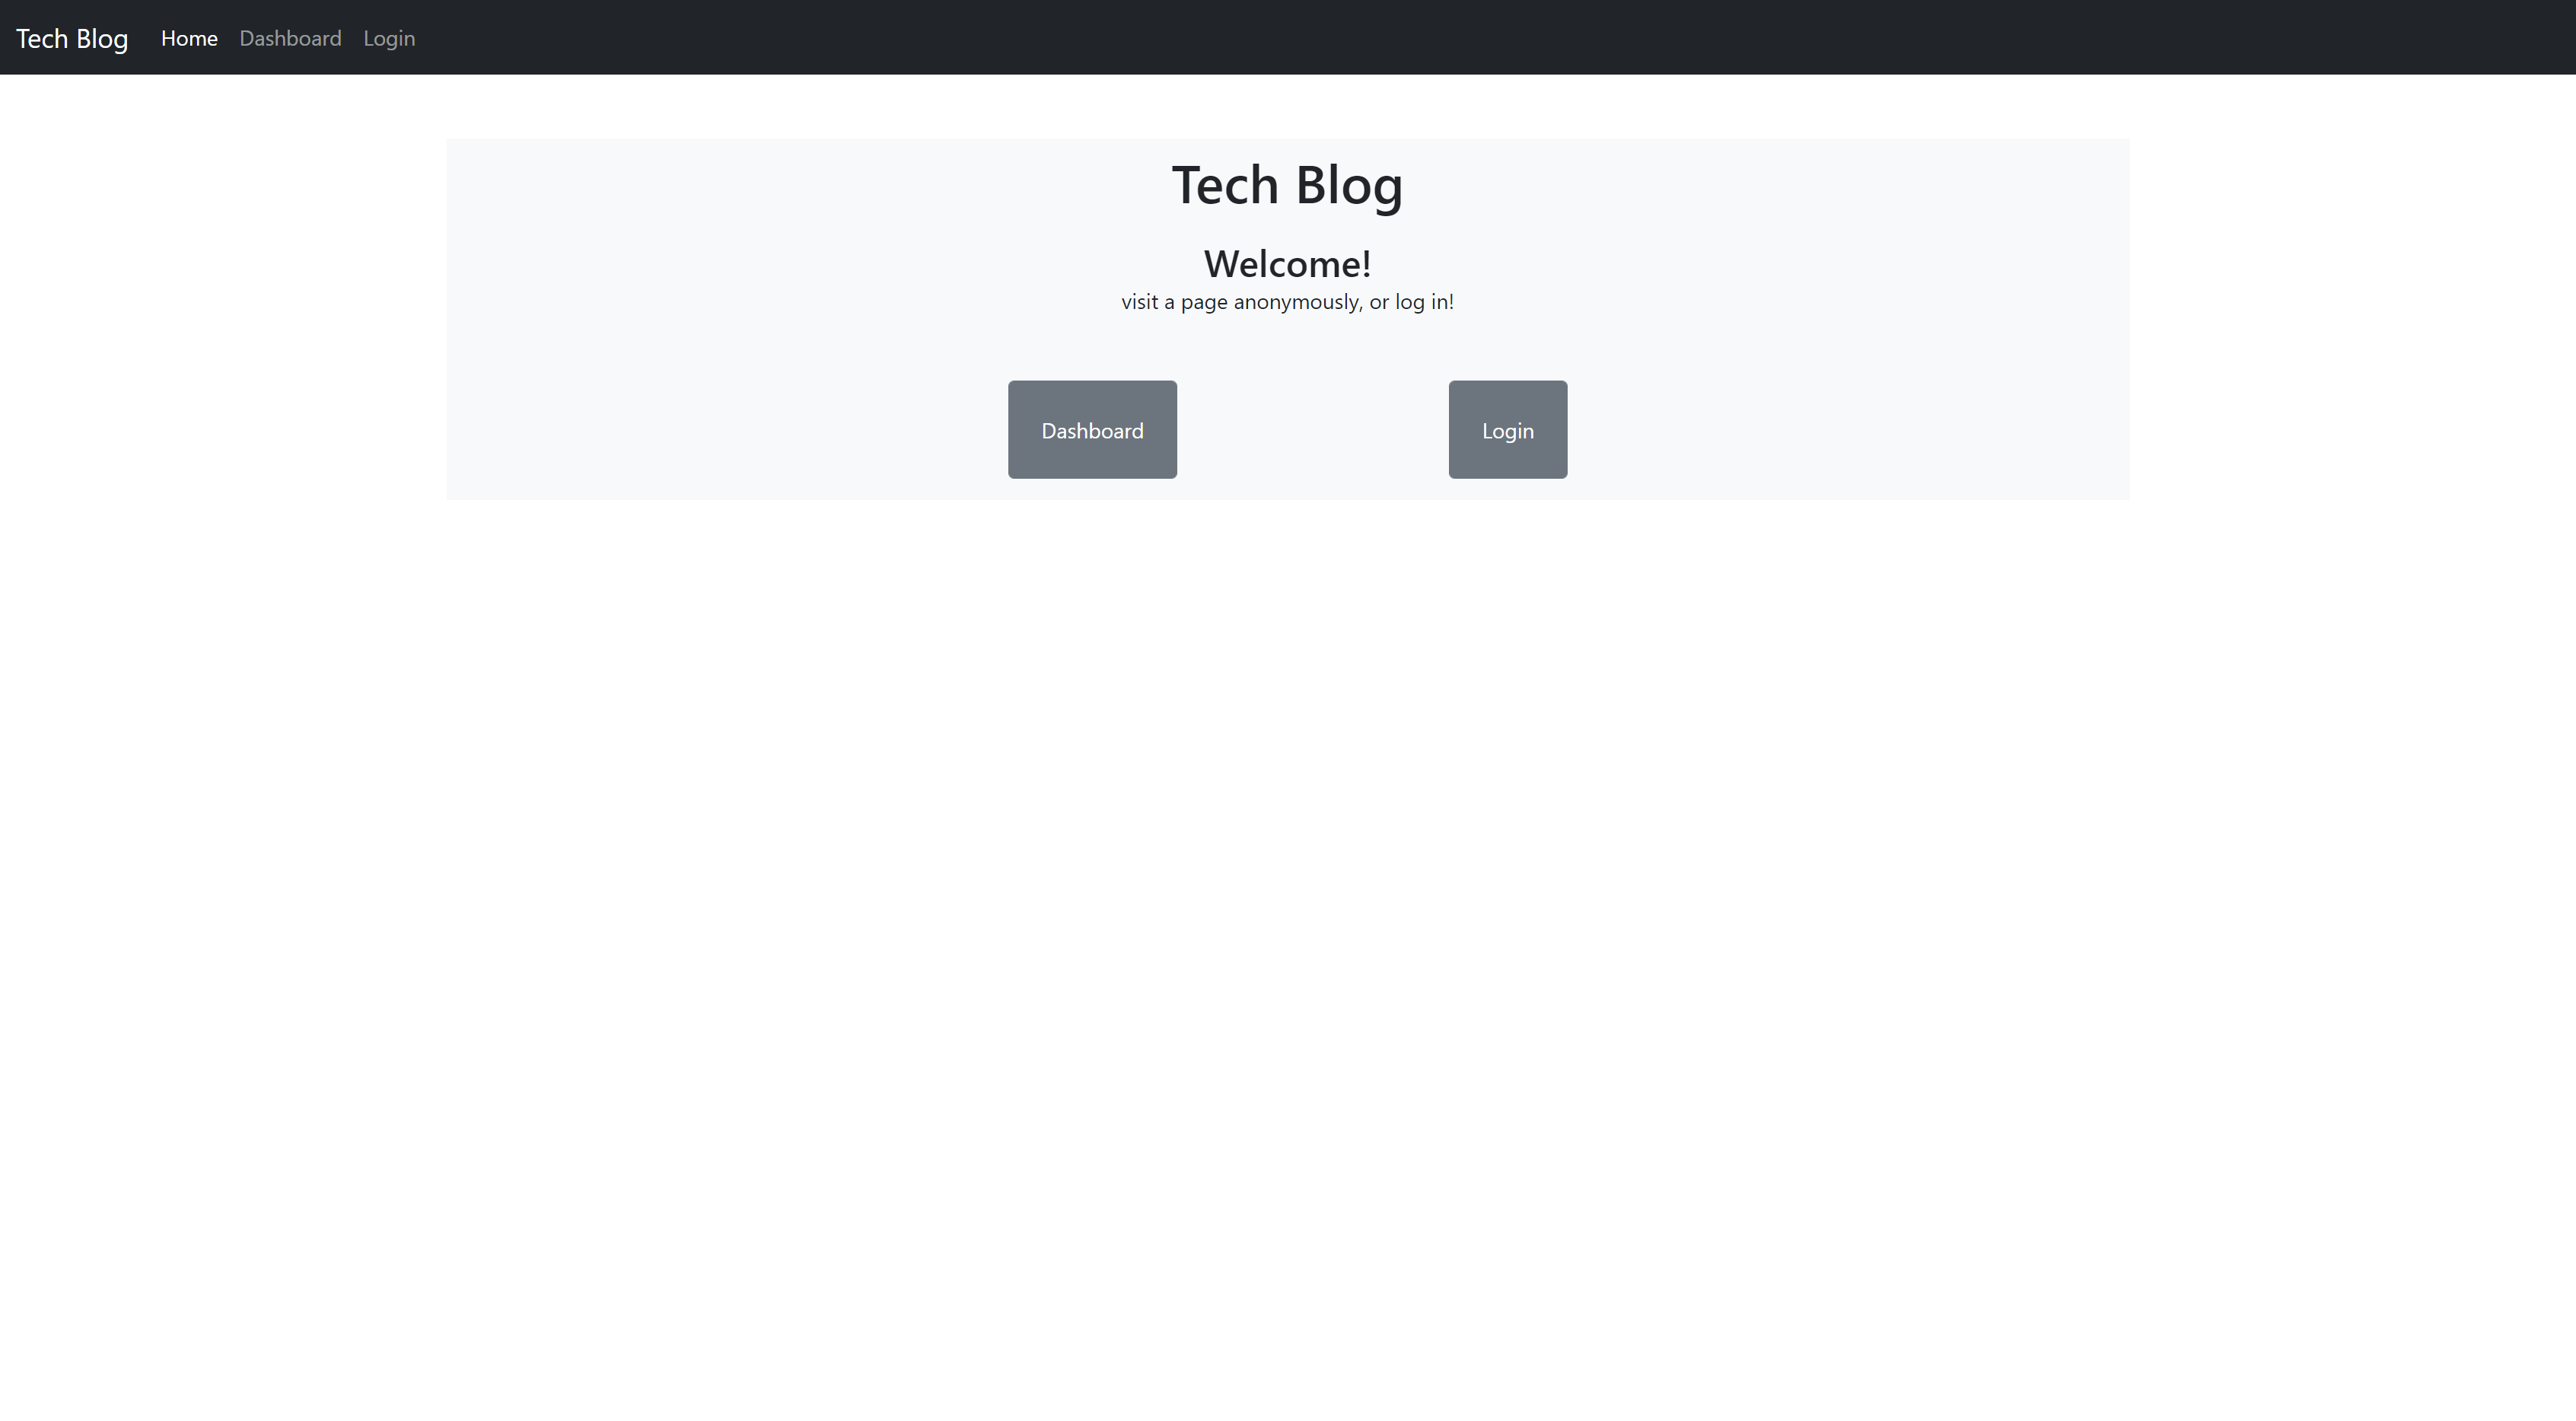 Tech Blog Home Dashboard Login
Tech Blog
Welcome!
visit a page anonymously, or log in!
Dashboard Login